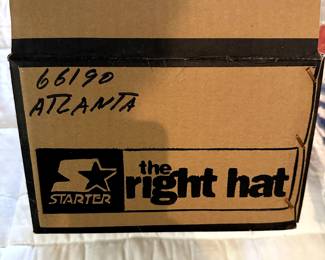 66190
ATLANTA
STARTER
the
right hat